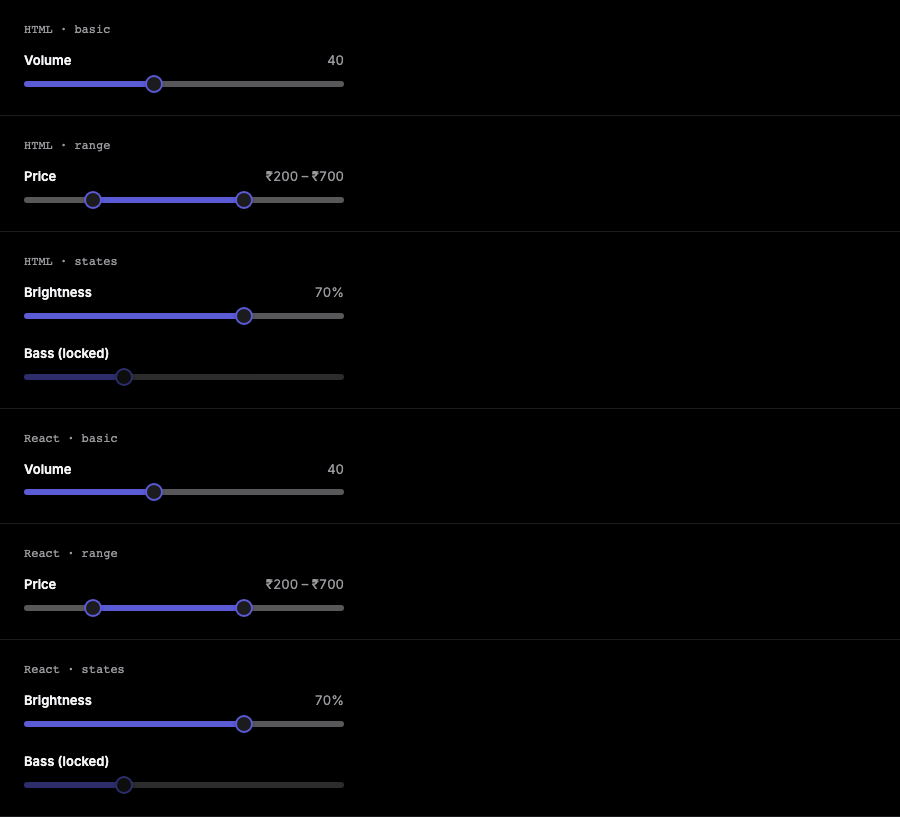 HTML · basic
Volume 40
HTML · range
Price ₹200 – ₹700
HTML · states
Brightness 70%
Bass (locked)
React · basic
Volume 40
React · range
Price ₹200 – ₹700
React · states
Brightness 70%
Bass (locked)